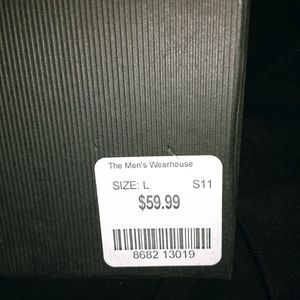 The Men's Wearhouse
SIZE: L S11
$59.99
8682 13019